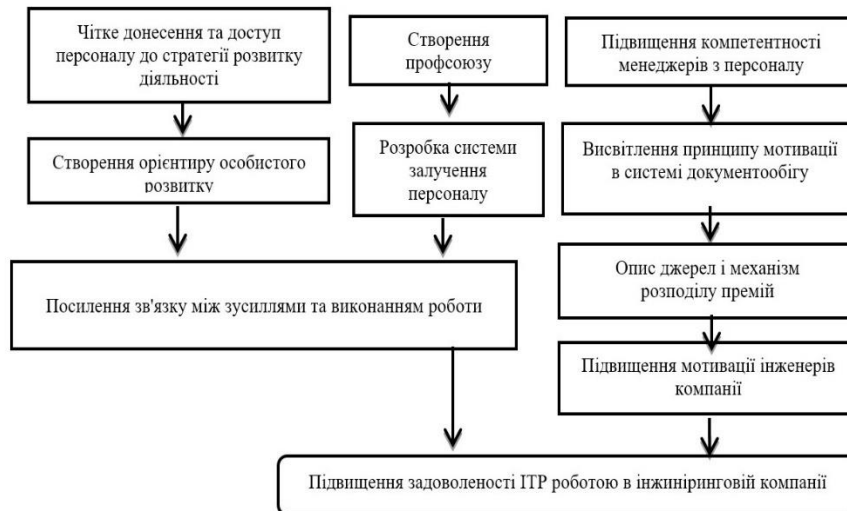 Чітке донесення та доступ
персоналу до стратегії розвитку
діяльності
Створення
профсоюзу
Підвищення компетентності
менеджерів з персоналу
Створення орієнтиру особистого
розвитку
Розробка системи
залучення
персоналу
Висвітлення принципу мотивації
в системі документообігу
Посилення зв'язку між зусиллями та виконанням роботи
Опис джерел і механізм
розподілу премій
Підвищення мотивації інженерів
компанії
Підвищення задоволеності ІТР роботою в інжиніринговій компанії